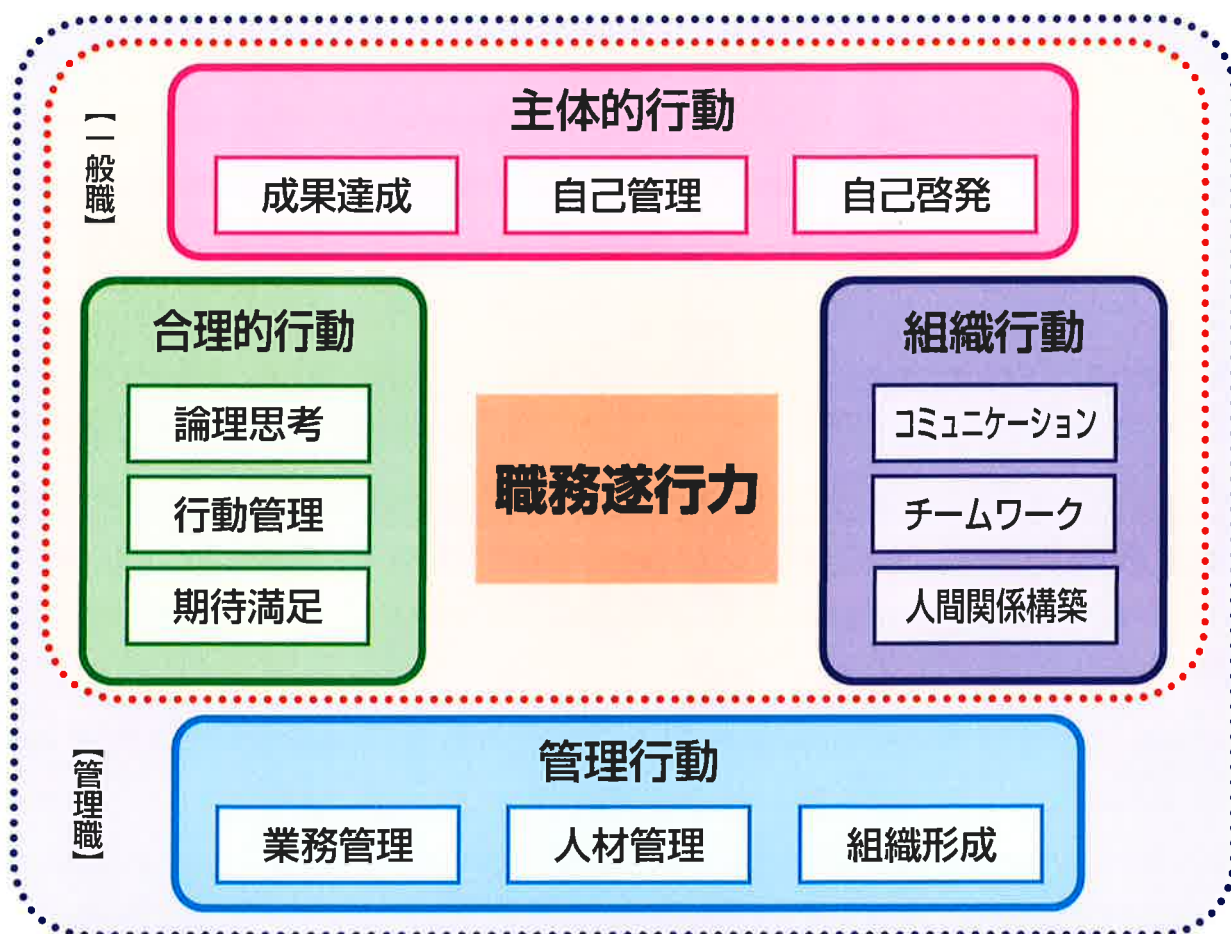 【一般職】
主体的行動
成果達成
自己管理
自己啓発
合理的行動
論理思考
行動管理
期待満足
職務遂行力
組織行動
コミュニケーション
チームワーク
人間関係構築
【管理職】
管理行動
業務管理
人材管理
組織形成